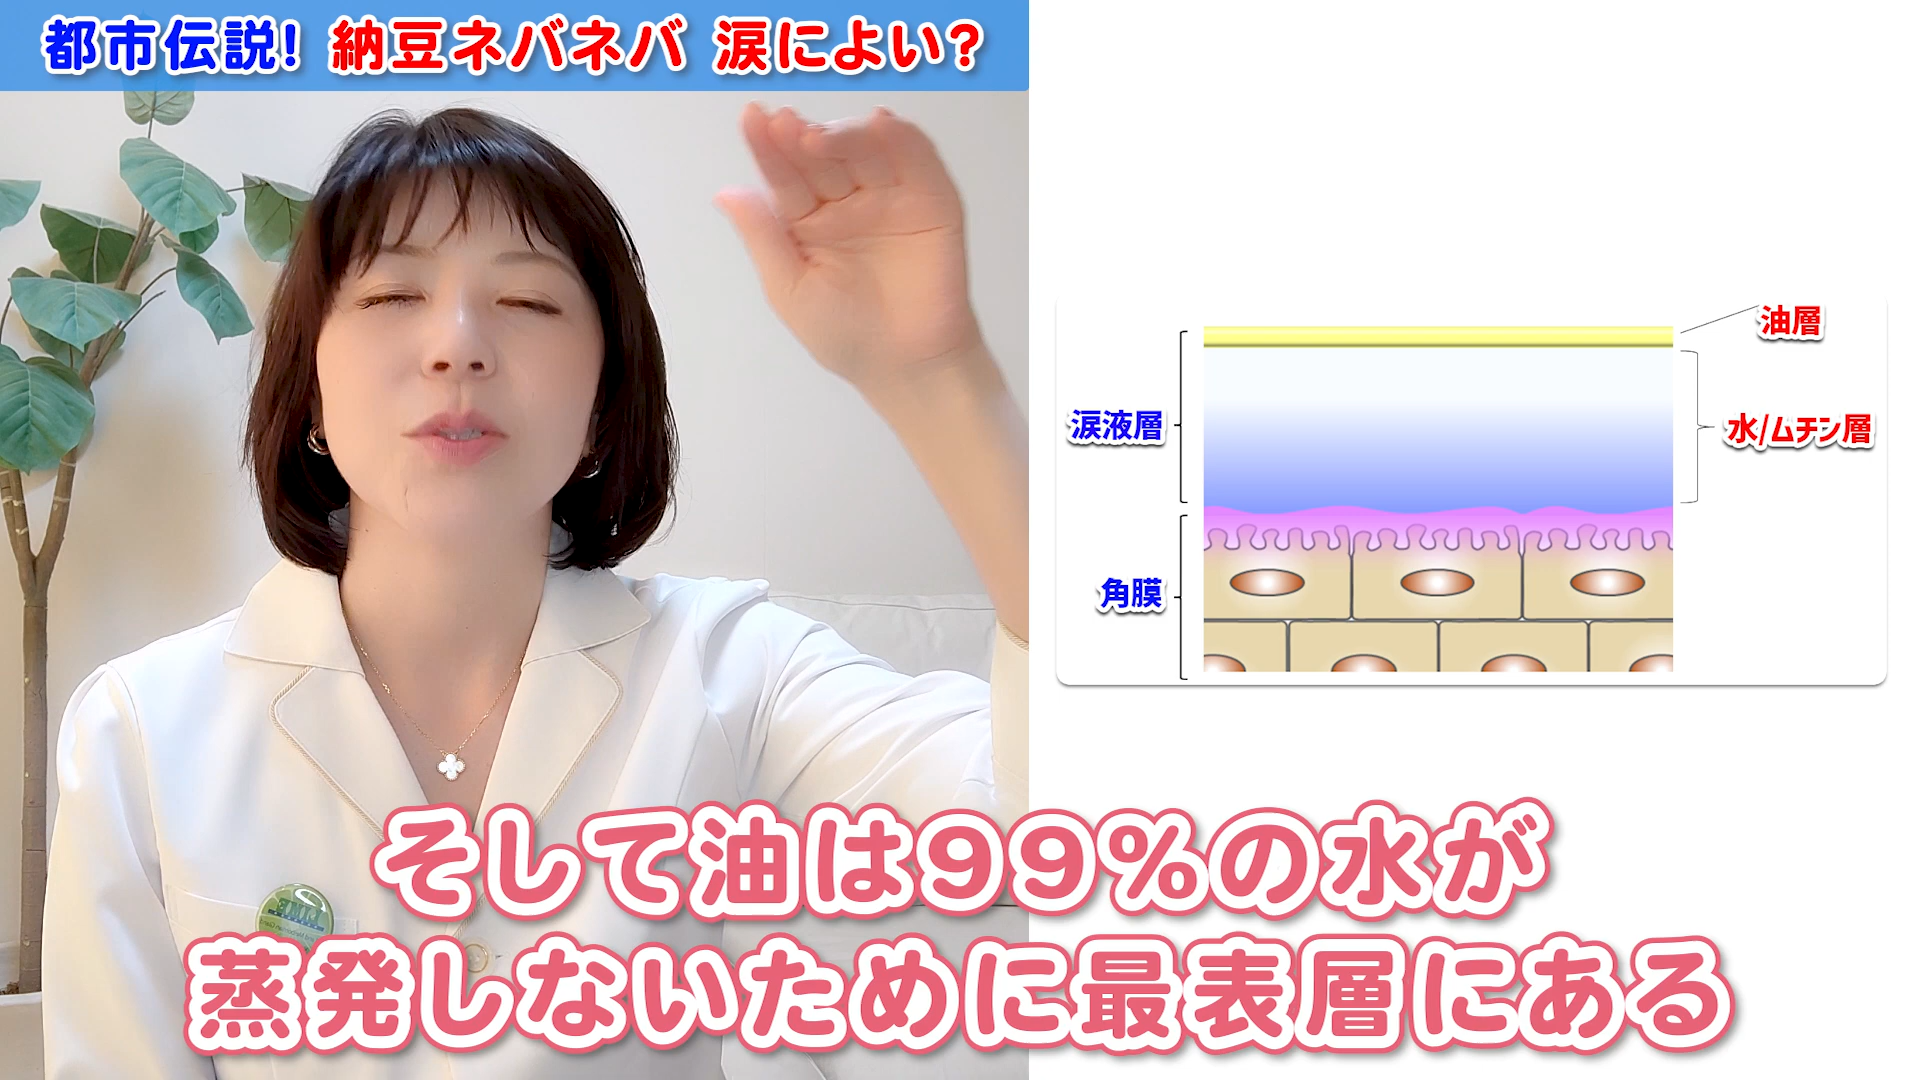 都市伝説! 納豆ネバネバ 涙によい?
油層
涙液層
水/ムチン層
角膜
LIME
そして油は99%の水が
蒸発しないために最表層にある